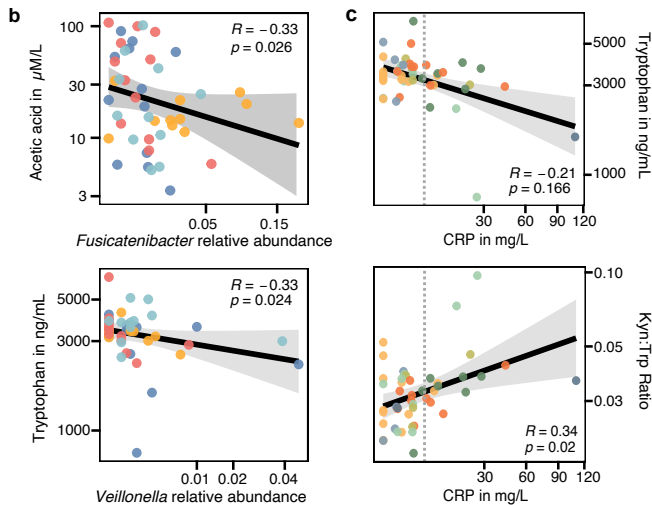 b
R = −0.33
p = 0.026
100
30
10
3
Acetic acid in µM/L
0.05
0.15
Fusicatenibacter relative abundance
R = −0.33
p = 0.024
5000
3000
1000
Tryptophan in ng/mL
0.01
0.02
0.04
Veillonella relative abundance
c
5000
3000
1000
Tryptophan in ng/mL
R = −0.21
p = 0.166
30
60
90
120
CRP in mg/L
0.10
0.05
0.03
Kyn:Trp Ratio
R = 0.34
p = 0.02
30
60
90
120
CRP in mg/L